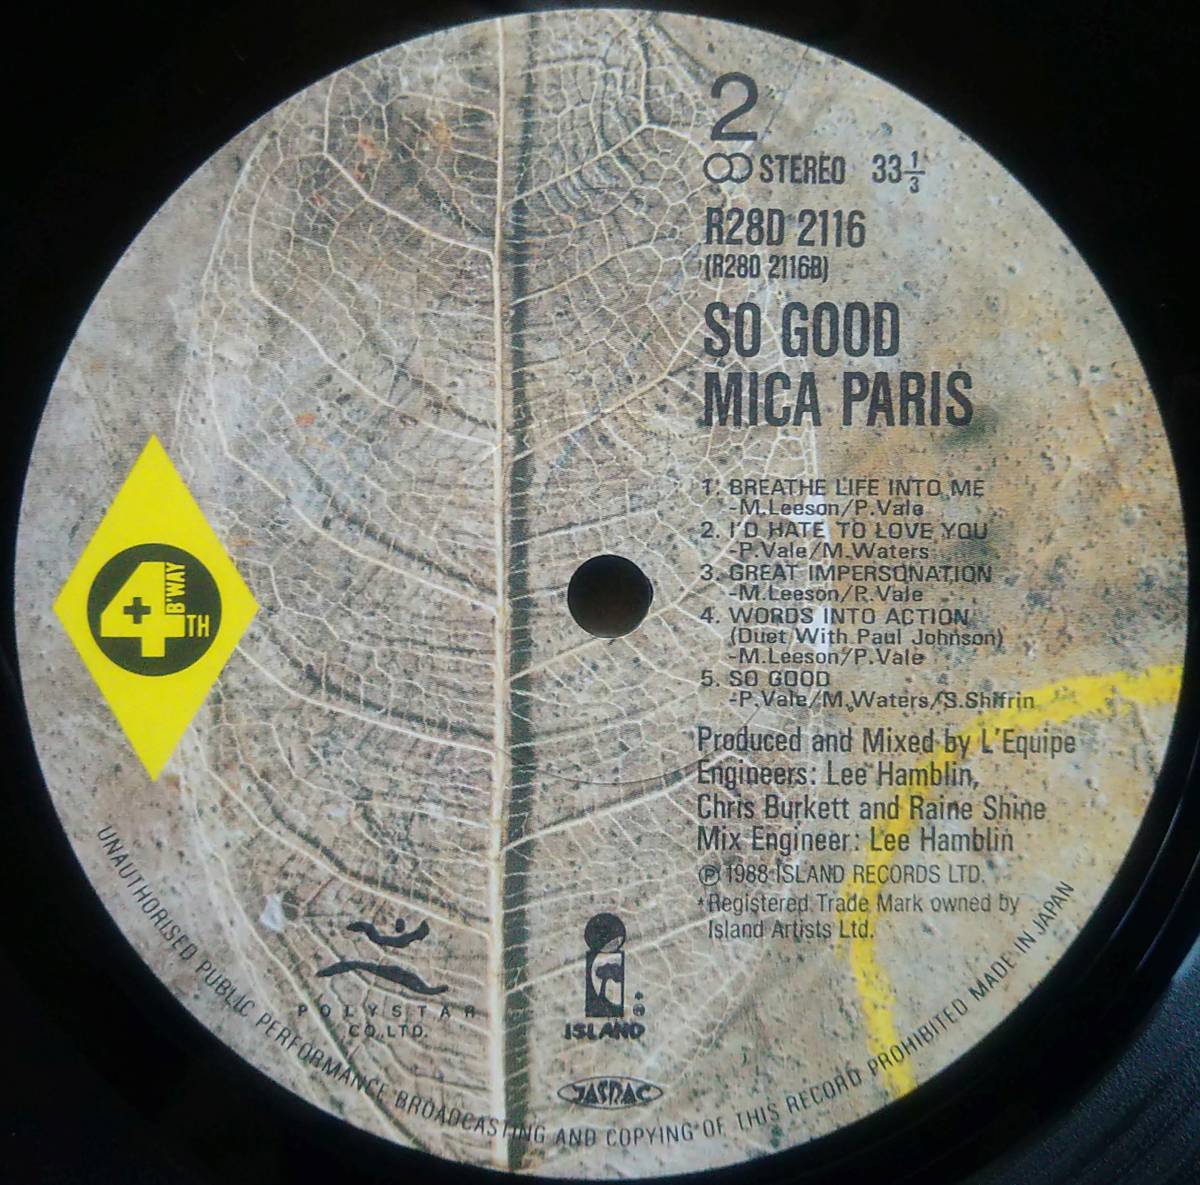 2
STEREO 33 1/3
R28D 2116
(R28D 2116B)
SO GOOD
MICA PARIS
1. BREATHE LIFE INTO ME
-M.Leeson/P.Vale
2. I'D HATE TO LOVE YOU
-P.Vale/M.Waters
3. GREAT IMPERSONATION
-M.Leeson/P.Vale
4. WORDS INTO ACTION
(Duet With Paul Johnson)
-M.Leeson/P.Vale
5. SO GOOD
-P.Vale/M.Waters/S.Shifrin
Produced and Mixed by L'Equipe
Engineers: Lee Hamblin,
Chris Burkett and Raine Shine
Mix Engineer: Lee Hamblin
℗ 1988 ISLAND RECORDS LTD.
*Registered Trade Mark owned by
Island Artists Ltd.
4TH B'WAY
POLYSTAR
CO.,LTD.
ISLAND
JASRAC
UNAUTHORISED PUBLIC PERFORMANCE BROADCASTING AND COPYING OF THIS RECORD PROHIBITED MADE IN JAPAN